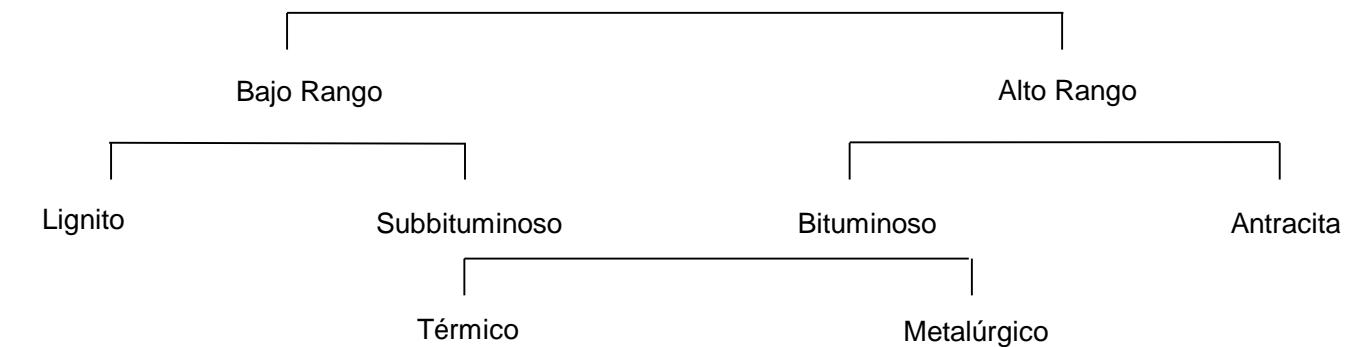 Bajo Rango Alto Rango
Lignito Subbituminoso Bituminoso Antracita
Térmico Metalúrgico